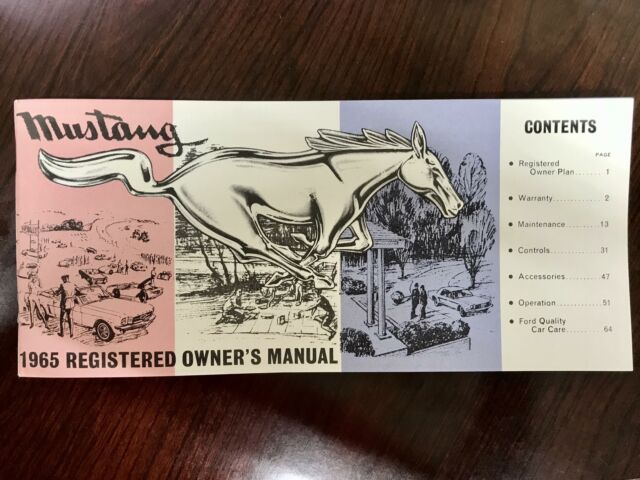 Mustang
1965 REGISTERED OWNER'S MANUAL
CONTENTS
PAGE
• Registered
Owner Plan....... 1
• Warranty.......... 2
• Maintenance........13
• Controls...........31
• Accessories.........47
• Operation..........51
• Ford Quality
Car Care........ 64